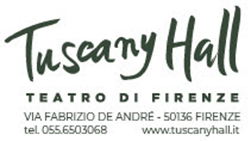 Tuscany Hall
TEATRO DI FIRENZE
VIA FABRIZIO DE ANDRÉ - 50136 FIRENZE
tel. 055.6503068 www.tuscanyhall.it